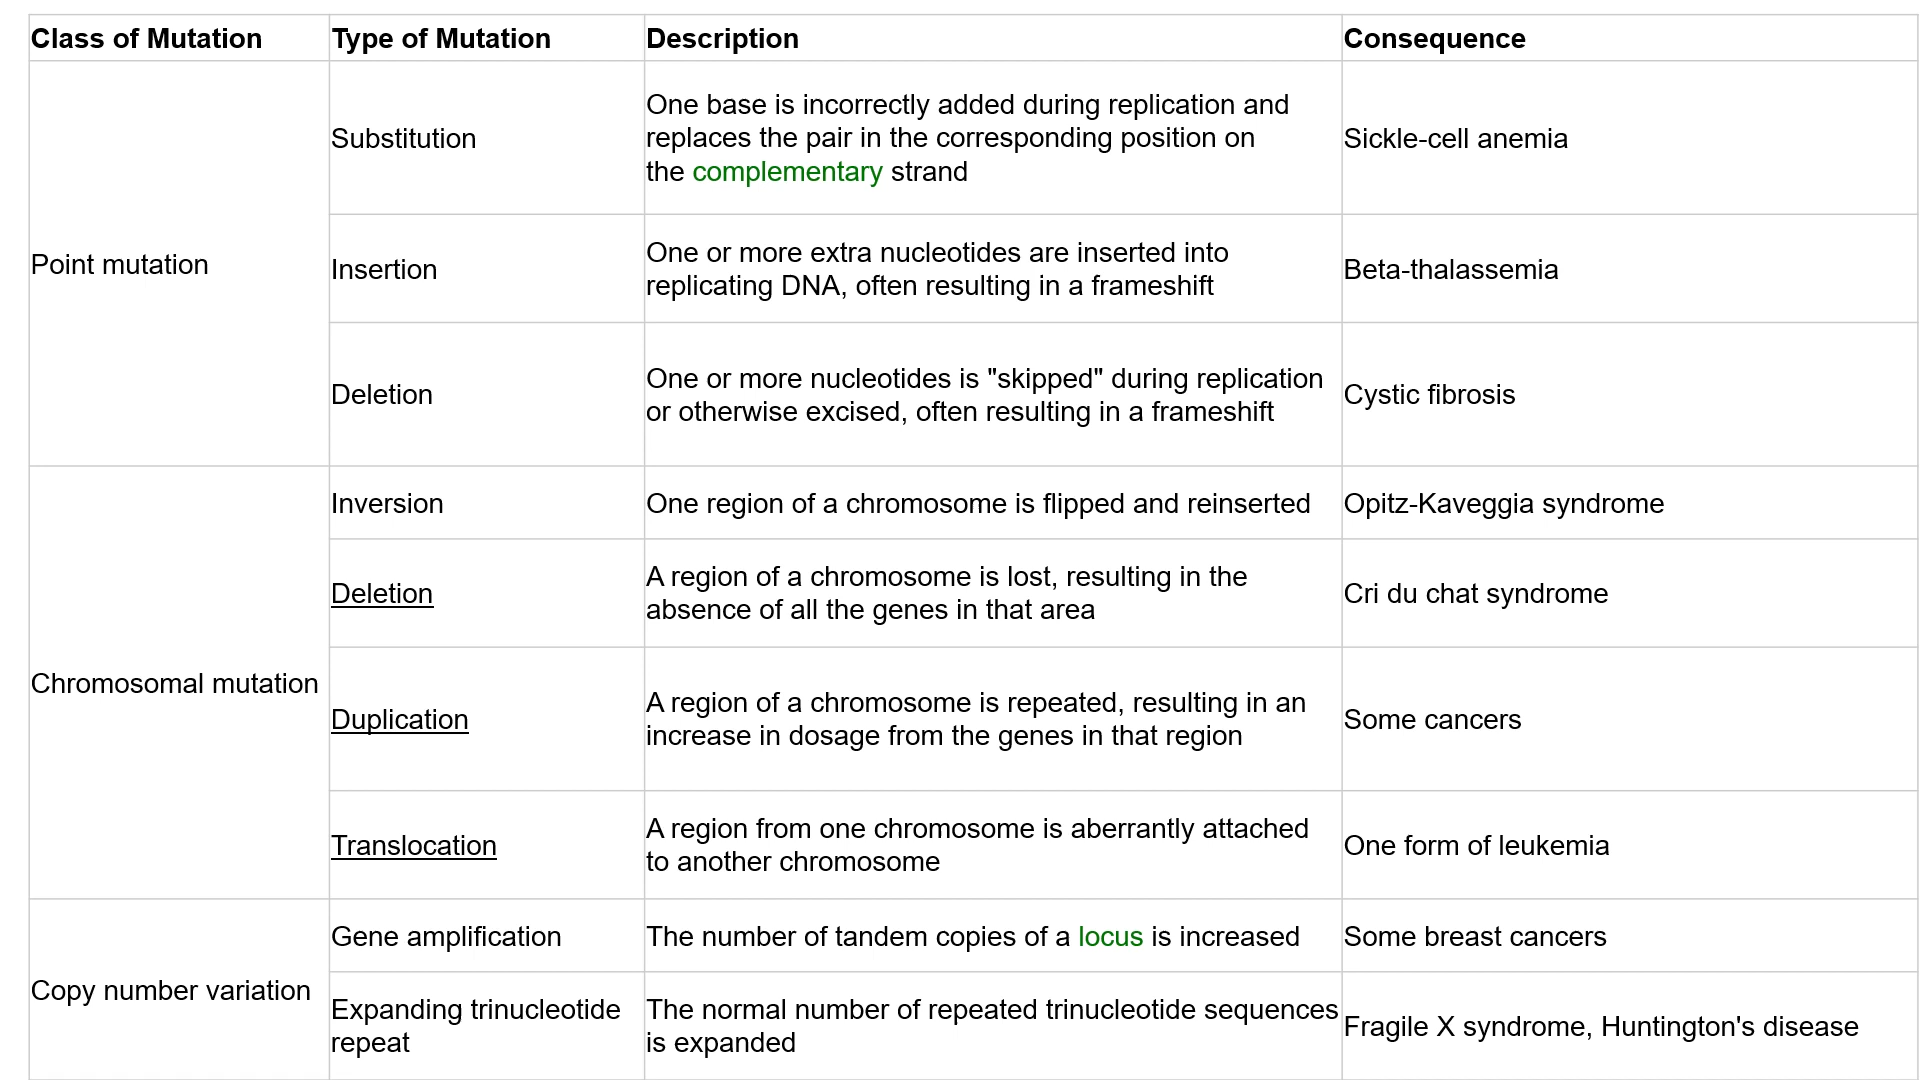 Class of Mutation
Type of Mutation
Description
Consequence
Point mutation
Substitution
One base is incorrectly added during replication and
replaces the pair in the corresponding position on
the complementary strand
Sickle-cell anemia
Insertion
One or more extra nucleotides are inserted into
replicating DNA, often resulting in a frameshift
Beta-thalassemia
Deletion
One or more nucleotides is "skipped" during replication
or otherwise excised, often resulting in a frameshift
Cystic fibrosis
Chromosomal mutation
Inversion
One region of a chromosome is flipped and reinserted
Opitz-Kaveggia syndrome
Deletion
A region of a chromosome is lost, resulting in the
absence of all the genes in that area
Cri du chat syndrome
Duplication
A region of a chromosome is repeated, resulting in an
increase in dosage from the genes in that region
Some cancers
Translocation
A region from one chromosome is aberrantly attached
to another chromosome
One form of leukemia
Copy number variation
Gene amplification
The number of tandem copies of a locus is increased
Some breast cancers
Expanding trinucleotide
repeat
The normal number of repeated trinucleotide sequences
is expanded
Fragile X syndrome, Huntington's disease